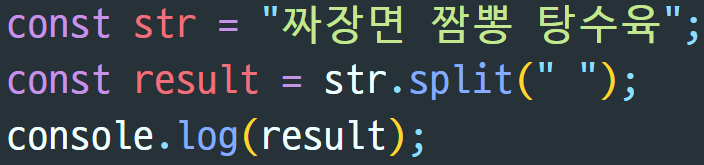 const str = "짜장면 짬뽕 탕수육";
const result = str.split(" ");
console.log(result);